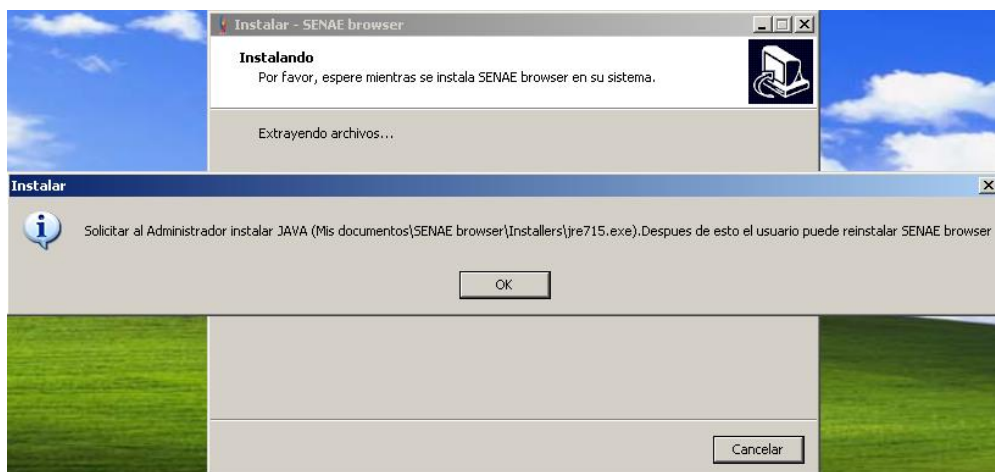 Instalar - SENAE browser
Instalando
Por favor, espere mientras se instala SENAE browser en su sistema.
Extrayendo archivos...
Instalar
Solicitar al Administrador instalar JAVA (Mis documentos\SENAE browser\Installers\jre715.exe).Despues de esto el usuario puede reinstalar SENAE browser
OK
Cancelar